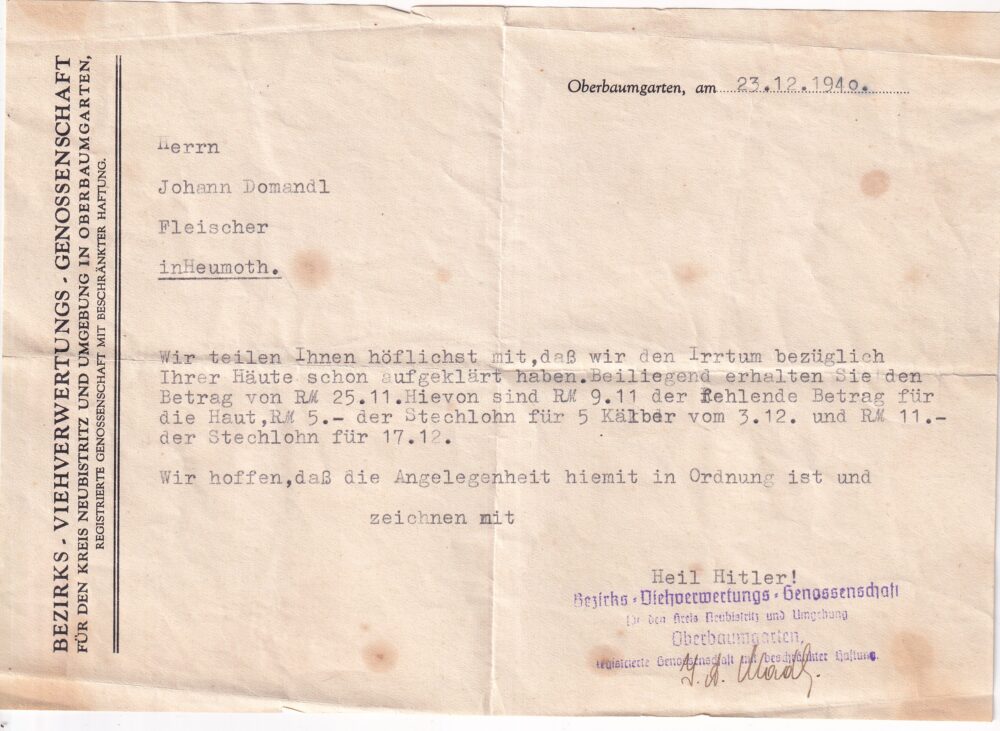 BEZIRKS - VIEHVERWERTUNGS - GENOSSENSCHAFT
FÜR DEN KREIS NEUBISTRITZ UND UMGEBUNG IN OBERBAUMGARTEN,
REGISTRIERTE GENOSSENSCHAFT MIT BESCHRÄNKTER HAFTUNG.
Oberbaumgarten, am 23.12.1940.
Herrn
Johann Domandl
Fleischer
inHeumoth.
Wir teilen Ihnen höflichst mit,daß wir den Irrtum bezüglich
Ihrer Häute schon aufgeklärt haben.Beiliegend erhalten Sie den
Betrag von RM 25.11.Hievon sind RM 9.11 der fehlende Betrag für
die Haut,RM 5.- der Stechlohn für 5 Kälber vom 3.12. und RM 11.-
der Stechlohn für 17.12.
Wir hoffen,daß die Angelegenheit hiemit in Ordnung ist und
zeichnen mit
Heil Hitler!
Bezirks-Viehverwertungs-Genossenschaft
für den Kreis Neubistritz und Umgebung
Oberbaumgarten,
registrierte Genossenschaft mit beschränkter Haftung.